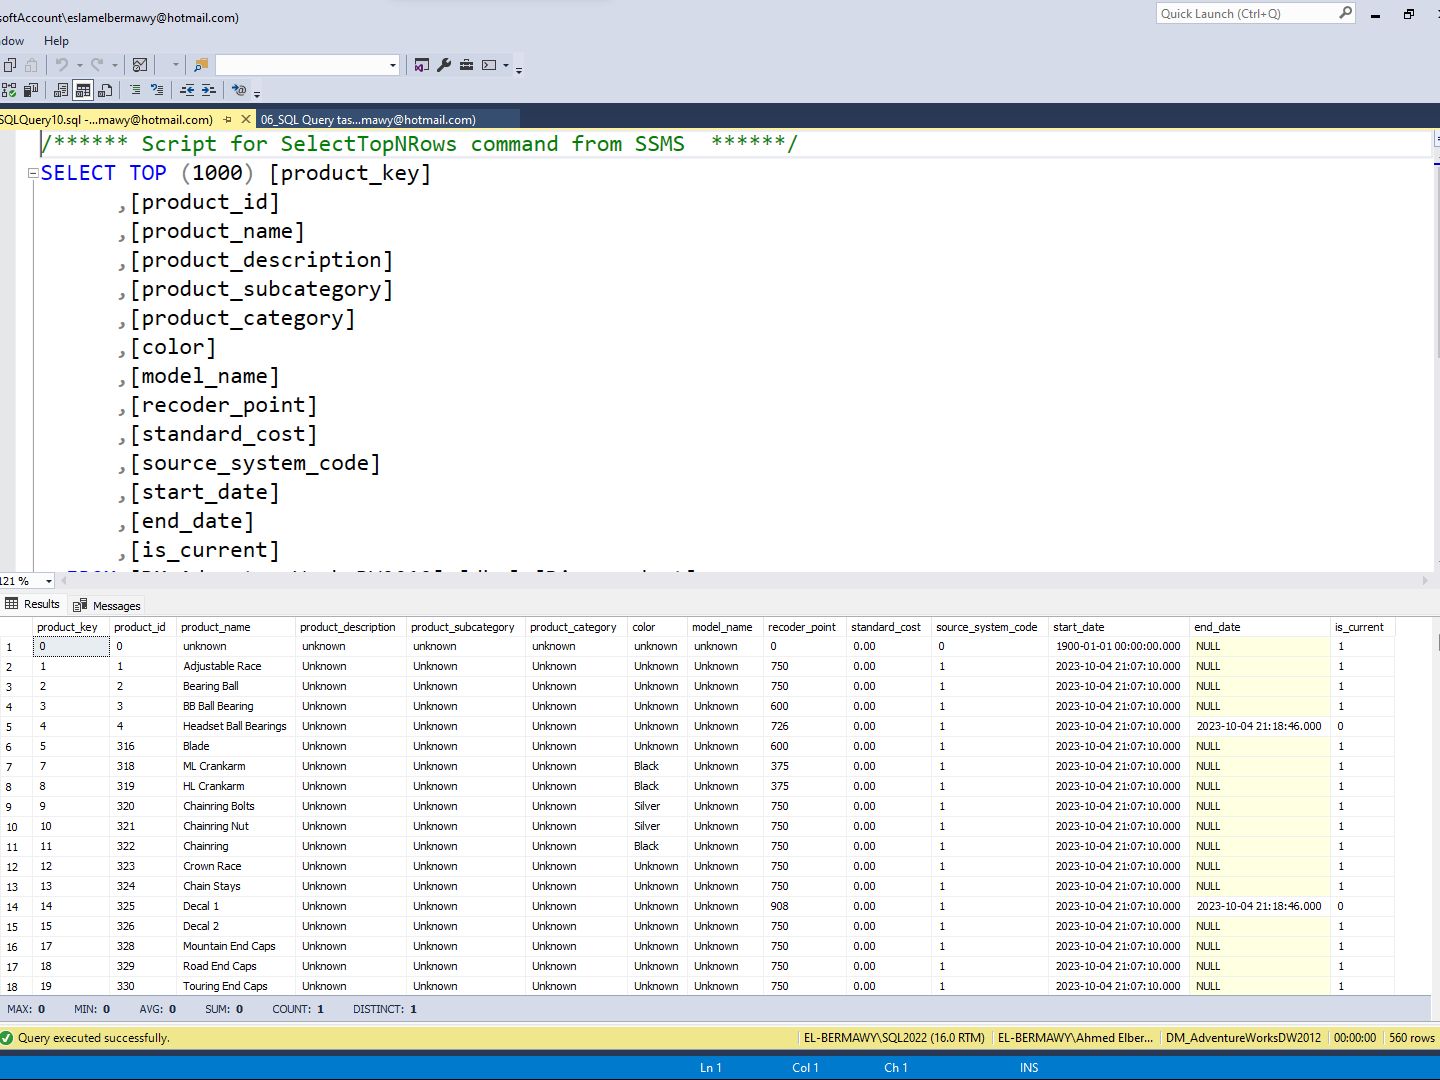 softAccount\eslamelbermawy@hotmail.com)
Quick Launch (Ctrl+Q)
dow Help
SQLQuery10.sql -...mawy@hotmail.com) 06_SQL Query tas...mawy@hotmail.com)
/****** Script for SelectTopNRows command from SSMS ******/
SELECT TOP (1000) [product_key]
,[product_id]
,[product_name]
,[product_description]
,[product_subcategory]
,[product_category]
,[color]
,[model_name]
,[recoder_point]
,[standard_cost]
,[source_system_code]
,[start_date]
,[end_date]
,[is_current]
121 %
Results Messages
product_key product_id product_name product_description product_subcategory product_category color model_name recoder_point standard_cost source_system_code start_date end_date is_current
1 0 0 unknown unknown unknown unknown unknown unknown 0 0.00 0 1900-01-01 00:00:00.000 NULL 1
2 1 1 Adjustable Race Unknown Unknown Unknown Unknown Unknown 750 0.00 1 2023-10-04 21:07:10.000 NULL 1
3 2 2 Bearing Ball Unknown Unknown Unknown Unknown Unknown 750 0.00 1 2023-10-04 21:07:10.000 NULL 1
4 3 3 BB Ball Bearing Unknown Unknown Unknown Unknown Unknown 600 0.00 1 2023-10-04 21:07:10.000 NULL 1
5 4 4 Headset Ball Bearings Unknown Unknown Unknown Unknown Unknown 726 0.00 1 2023-10-04 21:07:10.000 2023-10-04 21:18:46.000 0
6 5 316 Blade Unknown Unknown Unknown Unknown Unknown 600 0.00 1 2023-10-04 21:07:10.000 NULL 1
7 7 318 ML Crankarm Unknown Unknown Unknown Black Unknown 375 0.00 1 2023-10-04 21:07:10.000 NULL 1
8 8 319 HL Crankarm Unknown Unknown Unknown Black Unknown 375 0.00 1 2023-10-04 21:07:10.000 NULL 1
9 9 320 Chainring Bolts Unknown Unknown Unknown Silver Unknown 750 0.00 1 2023-10-04 21:07:10.000 NULL 1
10 10 321 Chainring Nut Unknown Unknown Unknown Silver Unknown 750 0.00 1 2023-10-04 21:07:10.000 NULL 1
11 11 322 Chainring Unknown Unknown Unknown Black Unknown 750 0.00 1 2023-10-04 21:07:10.000 NULL 1
12 12 323 Crown Race Unknown Unknown Unknown Unknown Unknown 750 0.00 1 2023-10-04 21:07:10.000 NULL 1
13 13 324 Chain Stays Unknown Unknown Unknown Unknown Unknown 750 0.00 1 2023-10-04 21:07:10.000 NULL 1
14 14 325 Decal 1 Unknown Unknown Unknown Unknown Unknown 908 0.00 1 2023-10-04 21:07:10.000 2023-10-04 21:18:46.000 0
15 15 326 Decal 2 Unknown Unknown Unknown Unknown Unknown 750 0.00 1 2023-10-04 21:07:10.000 NULL 1
16 17 328 Mountain End Caps Unknown Unknown Unknown Unknown Unknown 750 0.00 1 2023-10-04 21:07:10.000 NULL 1
17 18 329 Road End Caps Unknown Unknown Unknown Unknown Unknown 750 0.00 1 2023-10-04 21:07:10.000 NULL 1
18 19 330 Touring End Caps Unknown Unknown Unknown Unknown Unknown 750 0.00 1 2023-10-04 21:07:10.000 NULL 1
MAX: 0 MIN: 0 AVG: 0 SUM: 0 COUNT: 1 DISTINCT: 1
Query executed successfully. EL-BERMAWY\SQL2022 (16.0 RTM) EL-BERMAWY\Ahmed Elber... DM_AdventureWorksDW2012 00:00:00 560 rows
Ln 1 Col 1 Ch 1 INS